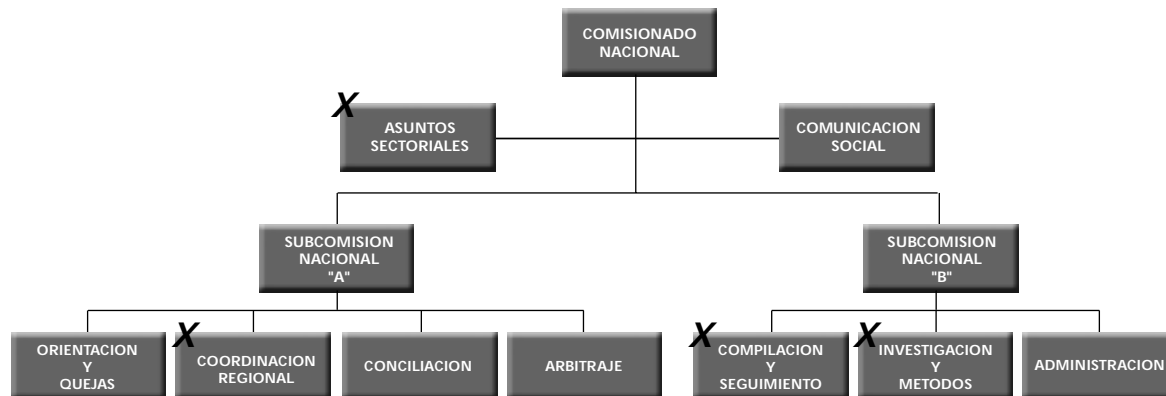 COMISIONADO
NACIONAL
X
ASUNTOS
SECTORIALES
COMUNICACION
SOCIAL
SUBCOMISION
NACIONAL
"A"
SUBCOMISION
NACIONAL
"B"
ORIENTACION
Y
QUEJAS
X
COORDINACION
REGIONAL
CONCILIACION
ARBITRAJE
X
COMPILACION
Y
SEGUIMIENTO
X
INVESTIGACION
Y
METODOS
ADMINISTRACION